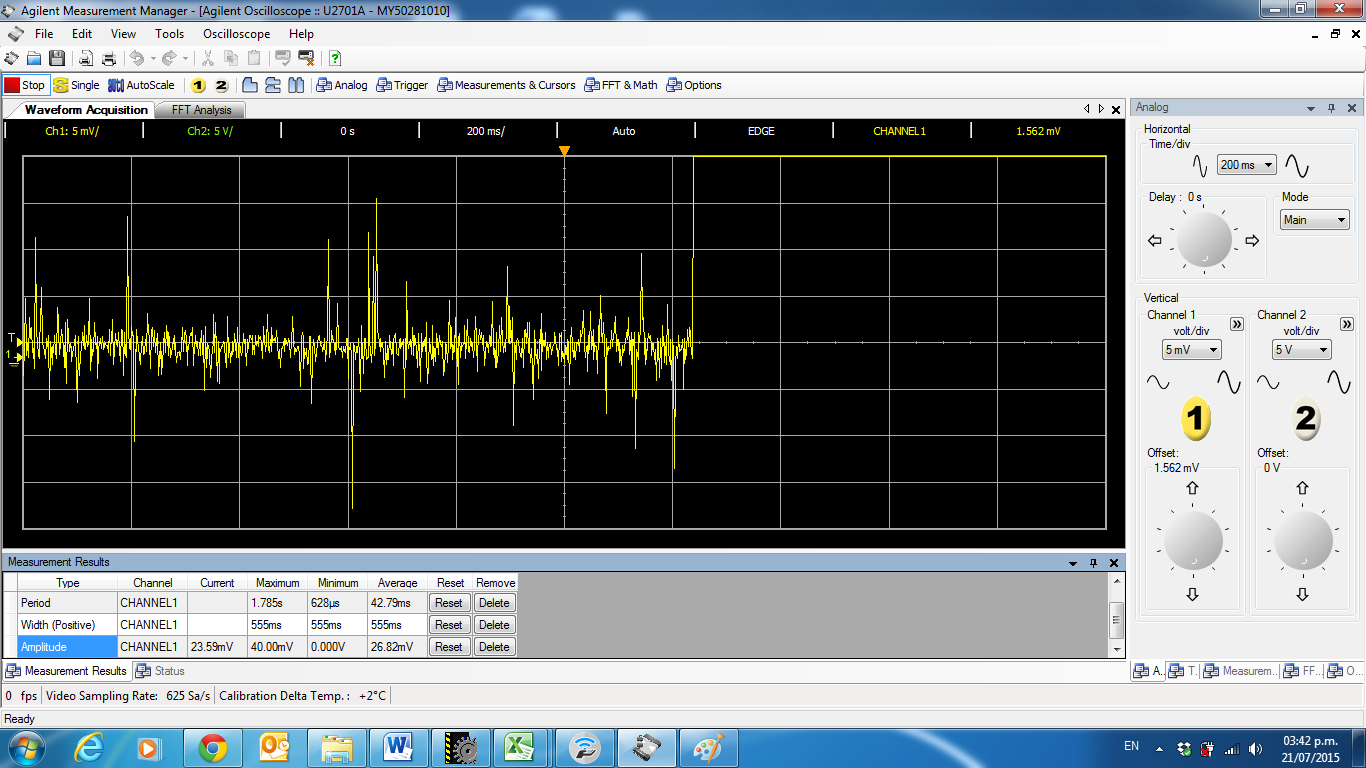 Agilent Measurement Manager - [Agilent Oscilloscope :: U2701A - MY50281010]
File Edit View Tools Oscilloscope Help
Stop Single AutoScale 1 2 Analog Trigger Measurements & Cursors FFT & Math Options
Waveform Acquisition FFT Analysis
Ch1: 5 mV/ Ch2: 5 V/ 0 s 200 ms/ Auto EDGE CHANNEL1 1.562 mV
T
1
Analog
Horizontal
Time/div
200 ms
Delay : 0 s
Mode
Main
Vertical
Channel 1 Channel 2
volt/div volt/div
5 mV 5 V
1 2
Offset: Offset:
1.562 mV 0 V
Measurement Results
Type Channel Current Maximum Minimum Average Reset Remove
Period CHANNEL1 1.785s 628µs 42.79ms Reset Delete
Width (Positive) CHANNEL1 555ms 555ms 555ms Reset Delete
Amplitude CHANNEL1 23.59mV 40.00mV 0.000V 26.82mV Reset Delete
Measurement Results Status
A.. T.. Measurem... FF... O...
0 fps Video Sampling Rate: 625 Sa/s Calibration Delta Temp. : +2°C
Ready
EN
03:42 p.m.
21/07/2015